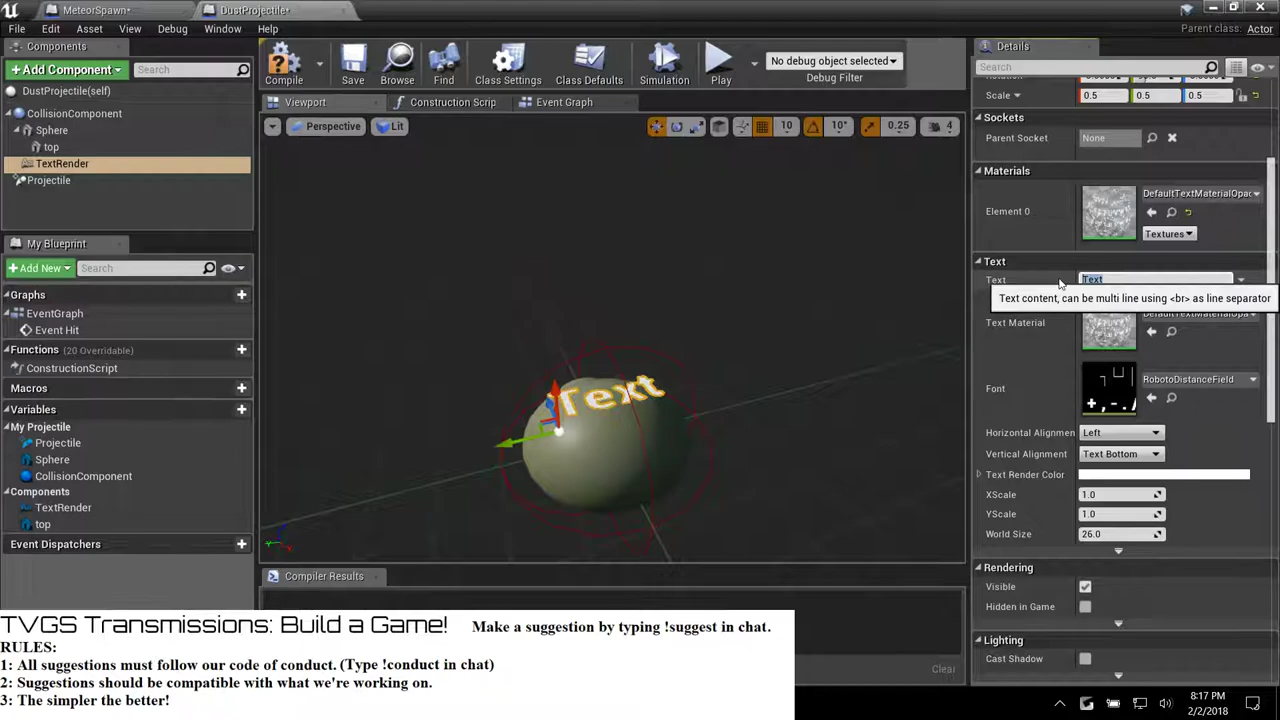 MeteorSpawn*
DustProjectile*
File Edit Asset View Debug Window Help
Parent class: Actor
Components
Add Component
Search
DustProjectile(self)
CollisionComponent
Sphere
top
TextRender
Projectile
My Blueprint
Add New
Search
Graphs
EventGraph
Event Hit
Functions (20 Overridable)
ConstructionScript
Macros
Variables
My Projectile
Projectile
Sphere
CollisionComponent
Components
TextRender
top
Event Dispatchers
Compile
Save
Browse
Find
Class Settings
Class Defaults
Simulation
Play
No debug object selected
Debug Filter
Viewport
Construction Scrip
Event Graph
Perspective
Lit
10
10°
0.25
4
Text
Compiler Results
Clear
Details
Search
Scale 0.5 0.5 0.5
Sockets
Parent Socket None
Materials
Element 0
DefaultTextMaterialOpac
Textures
Text
Text Text
Text content, can be multi line using <br> as line separator
Text Material
DefaultTextMaterialOpa
Font
RobotoDistanceField
Horizontal Alignmen Left
Vertical Alignment Text Bottom
Text Render Color
XScale 1.0
YScale 1.0
World Size 26.0
Rendering
Visible
Hidden in Game
Lighting
Cast Shadow
TVGS Transmissions: Build a Game! Make a suggestion by typing !suggest in chat.
RULES:
1: All suggestions must follow our code of conduct. (Type !conduct in chat)
2: Suggestions should be compatible with what we're working on.
3: The simpler the better!
8:17 PM
2/2/2018